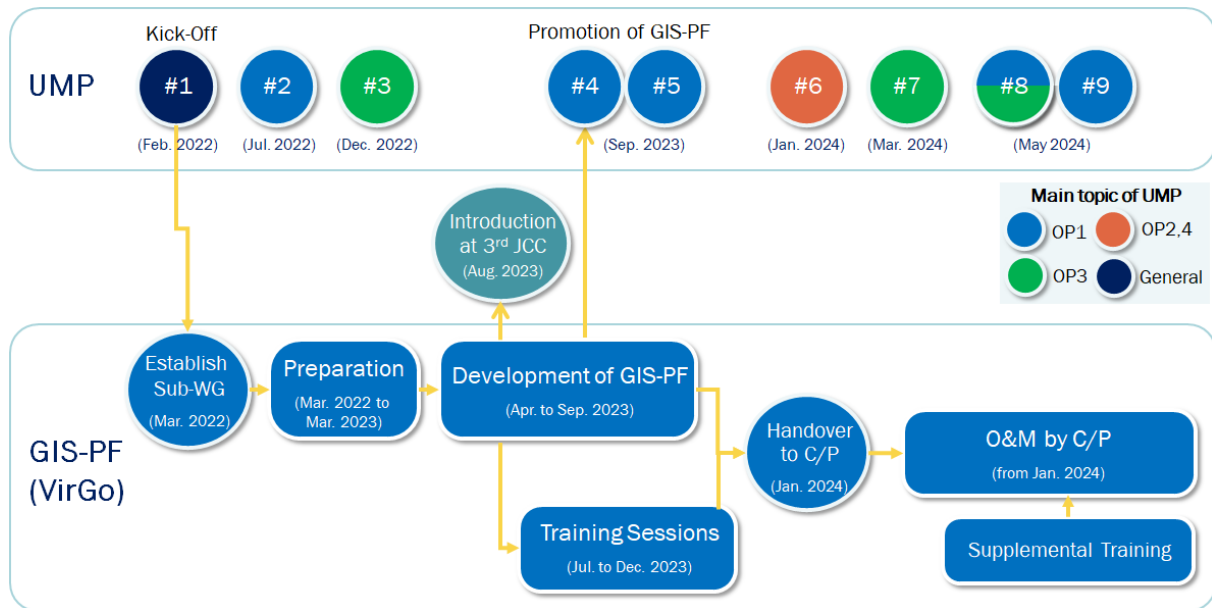 Kick-Off
Promotion of GIS-PF
UMP
#1
#2
#3
#4
#5
#6
#7
#8
#9
(Feb. 2022)
(Jul. 2022)
(Dec. 2022)
(Sep. 2023)
(Jan. 2024)
(Mar. 2024)
(May 2024)
Main topic of UMP
OP1
OP2,4
OP3
General
Introduction
at 3rd JCC
(Aug. 2023)
GIS-PF
(VirGo)
Establish
Sub-WG
(Mar. 2022)
Preparation
(Mar. 2022 to
Mar. 2023)
Development of GIS-PF
(Apr. to Sep. 2023)
Training Sessions
(Jul. to Dec. 2023)
Handover
to C/P
(Jan. 2024)
O&M by C/P
(from Jan. 2024)
Supplemental Training